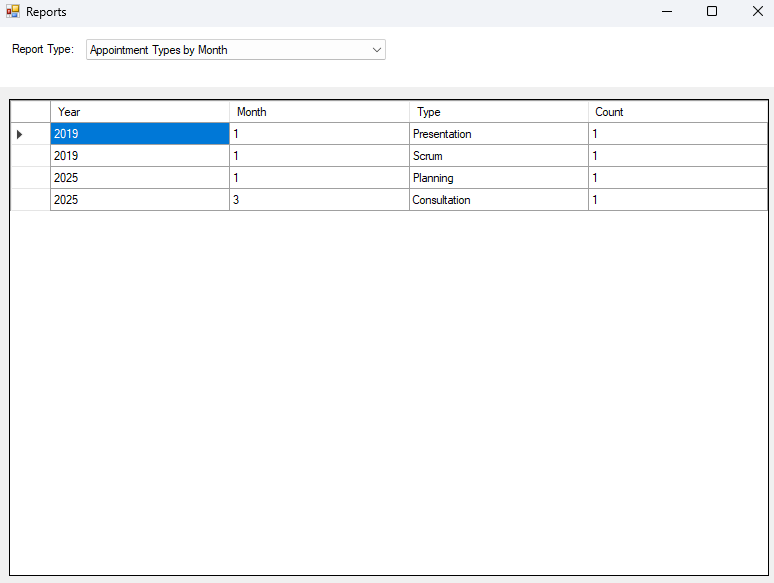 Reports
Report Type: Appointment Types by Month
Year Month Type Count
2019 1 Presentation 1
2019 1 Scrum 1
2025 1 Planning 1
2025 3 Consultation 1